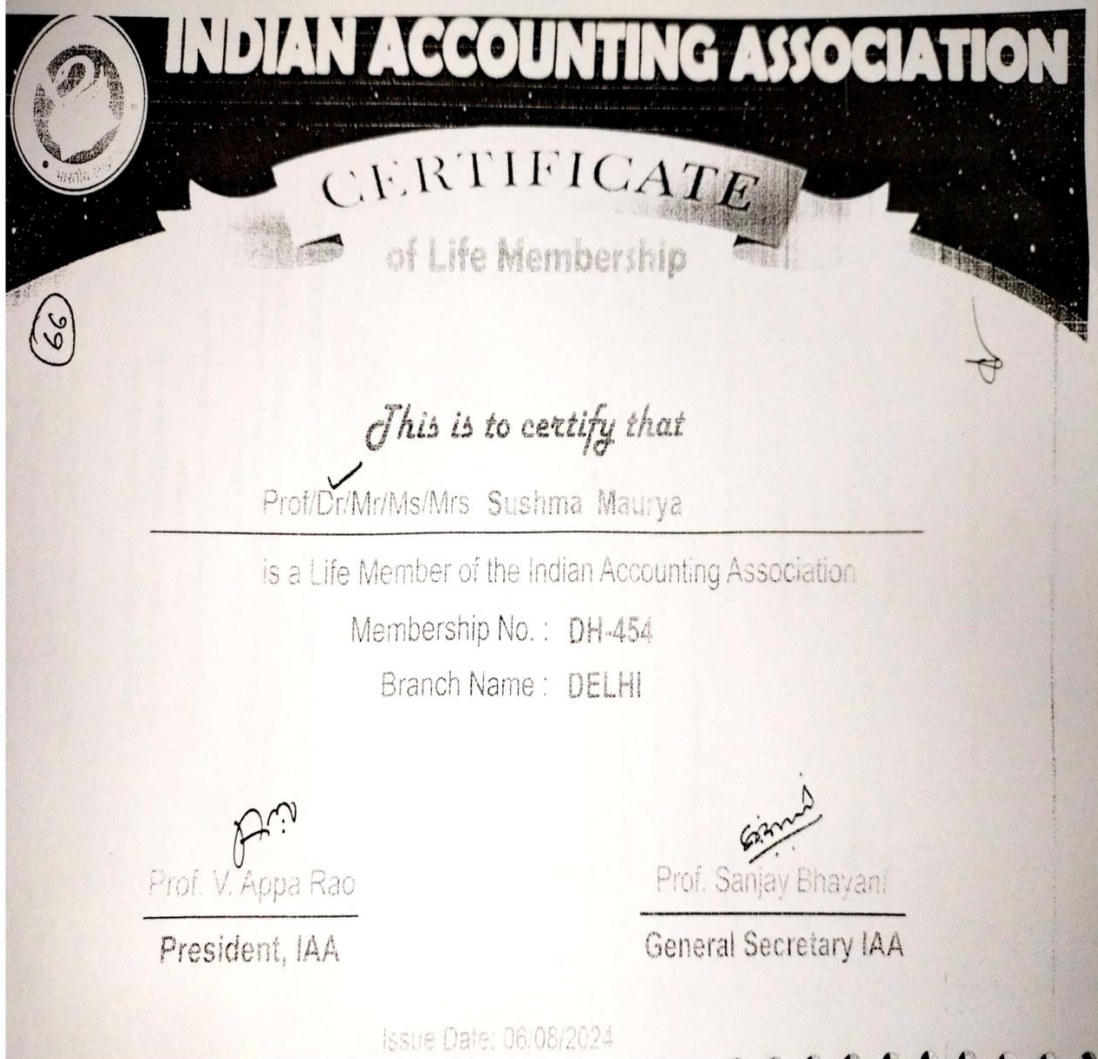 INDIAN ACCOUNTING ASSOCIATION
CERTIFICATE
of Life Membership
66
This is to certify that
Prof/Dr/Mr/Ms/Mrs Sushma Maurya
is a Life Member of the Indian Accounting Association
Membership No. : DH-454
Branch Name : DELHI
Prof. V. Appa Rao
Prof. Sanjay Bhayani
President, IAA
General Secretary IAA
Issue Date: 06/08/2024